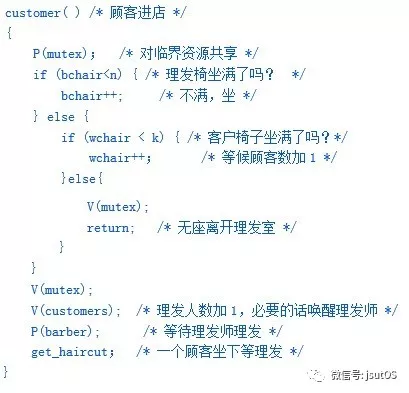 customer( ) /* 顾客进店 */
{
P(mutex); /* 对临界资源共享 */
if (bchair<n) { /* 理发椅坐满了吗? */
bchair++; /* 不满，坐 */
} else {
if (wchair < k) { /* 客户椅子坐满了吗?*/
wchair++; /* 等候顾客数加 1 */
}else{
V(mutex);
return; /* 无座离开理发室 */
}
}
V(mutex);
V(customers); /* 理发人数加 1，必要的话唤醒理发师 */
P(barber); /* 等待理发师理发 */
get_haircut; /* 一个顾客坐下等理发 */
}
微信号: jsutOS